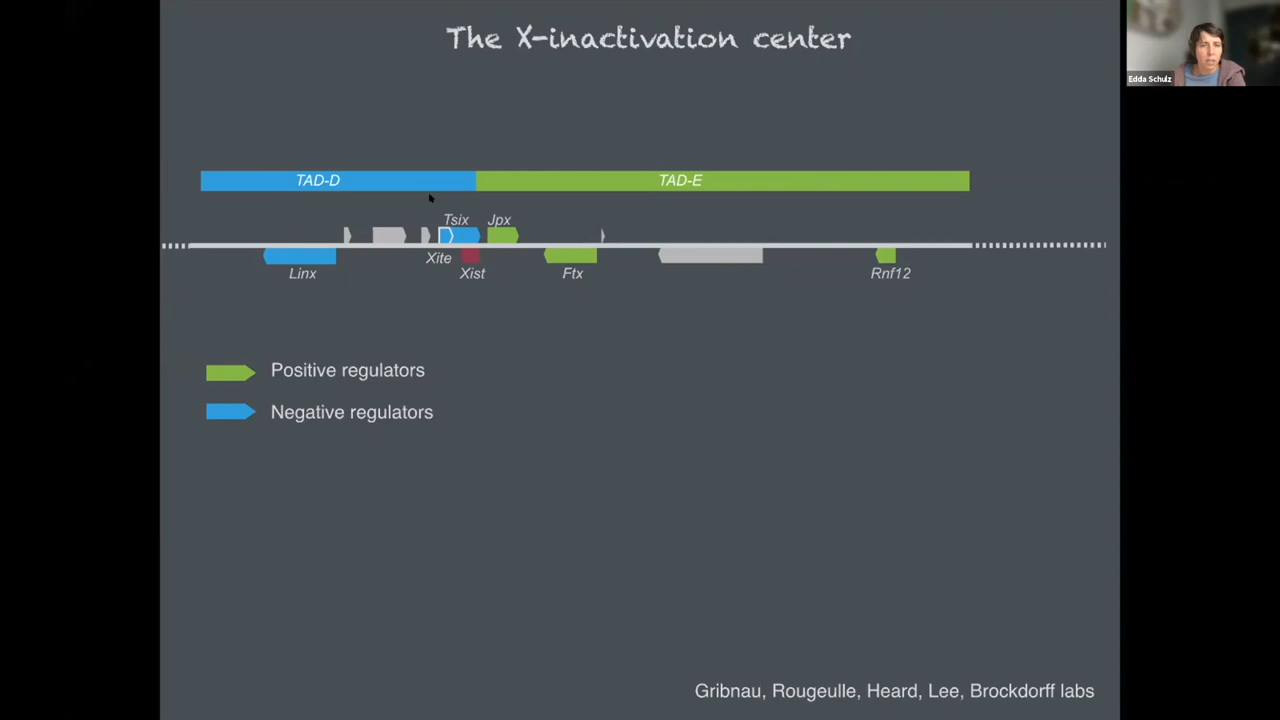 The X-inactivation center
Edda Schulz
TAD-D TAD-E
Tsix Jpx
Xite
Linx Xist Ftx Rnf12
Positive regulators
Negative regulators
Gribnau, Rougeulle, Heard, Lee, Brockdorff labs